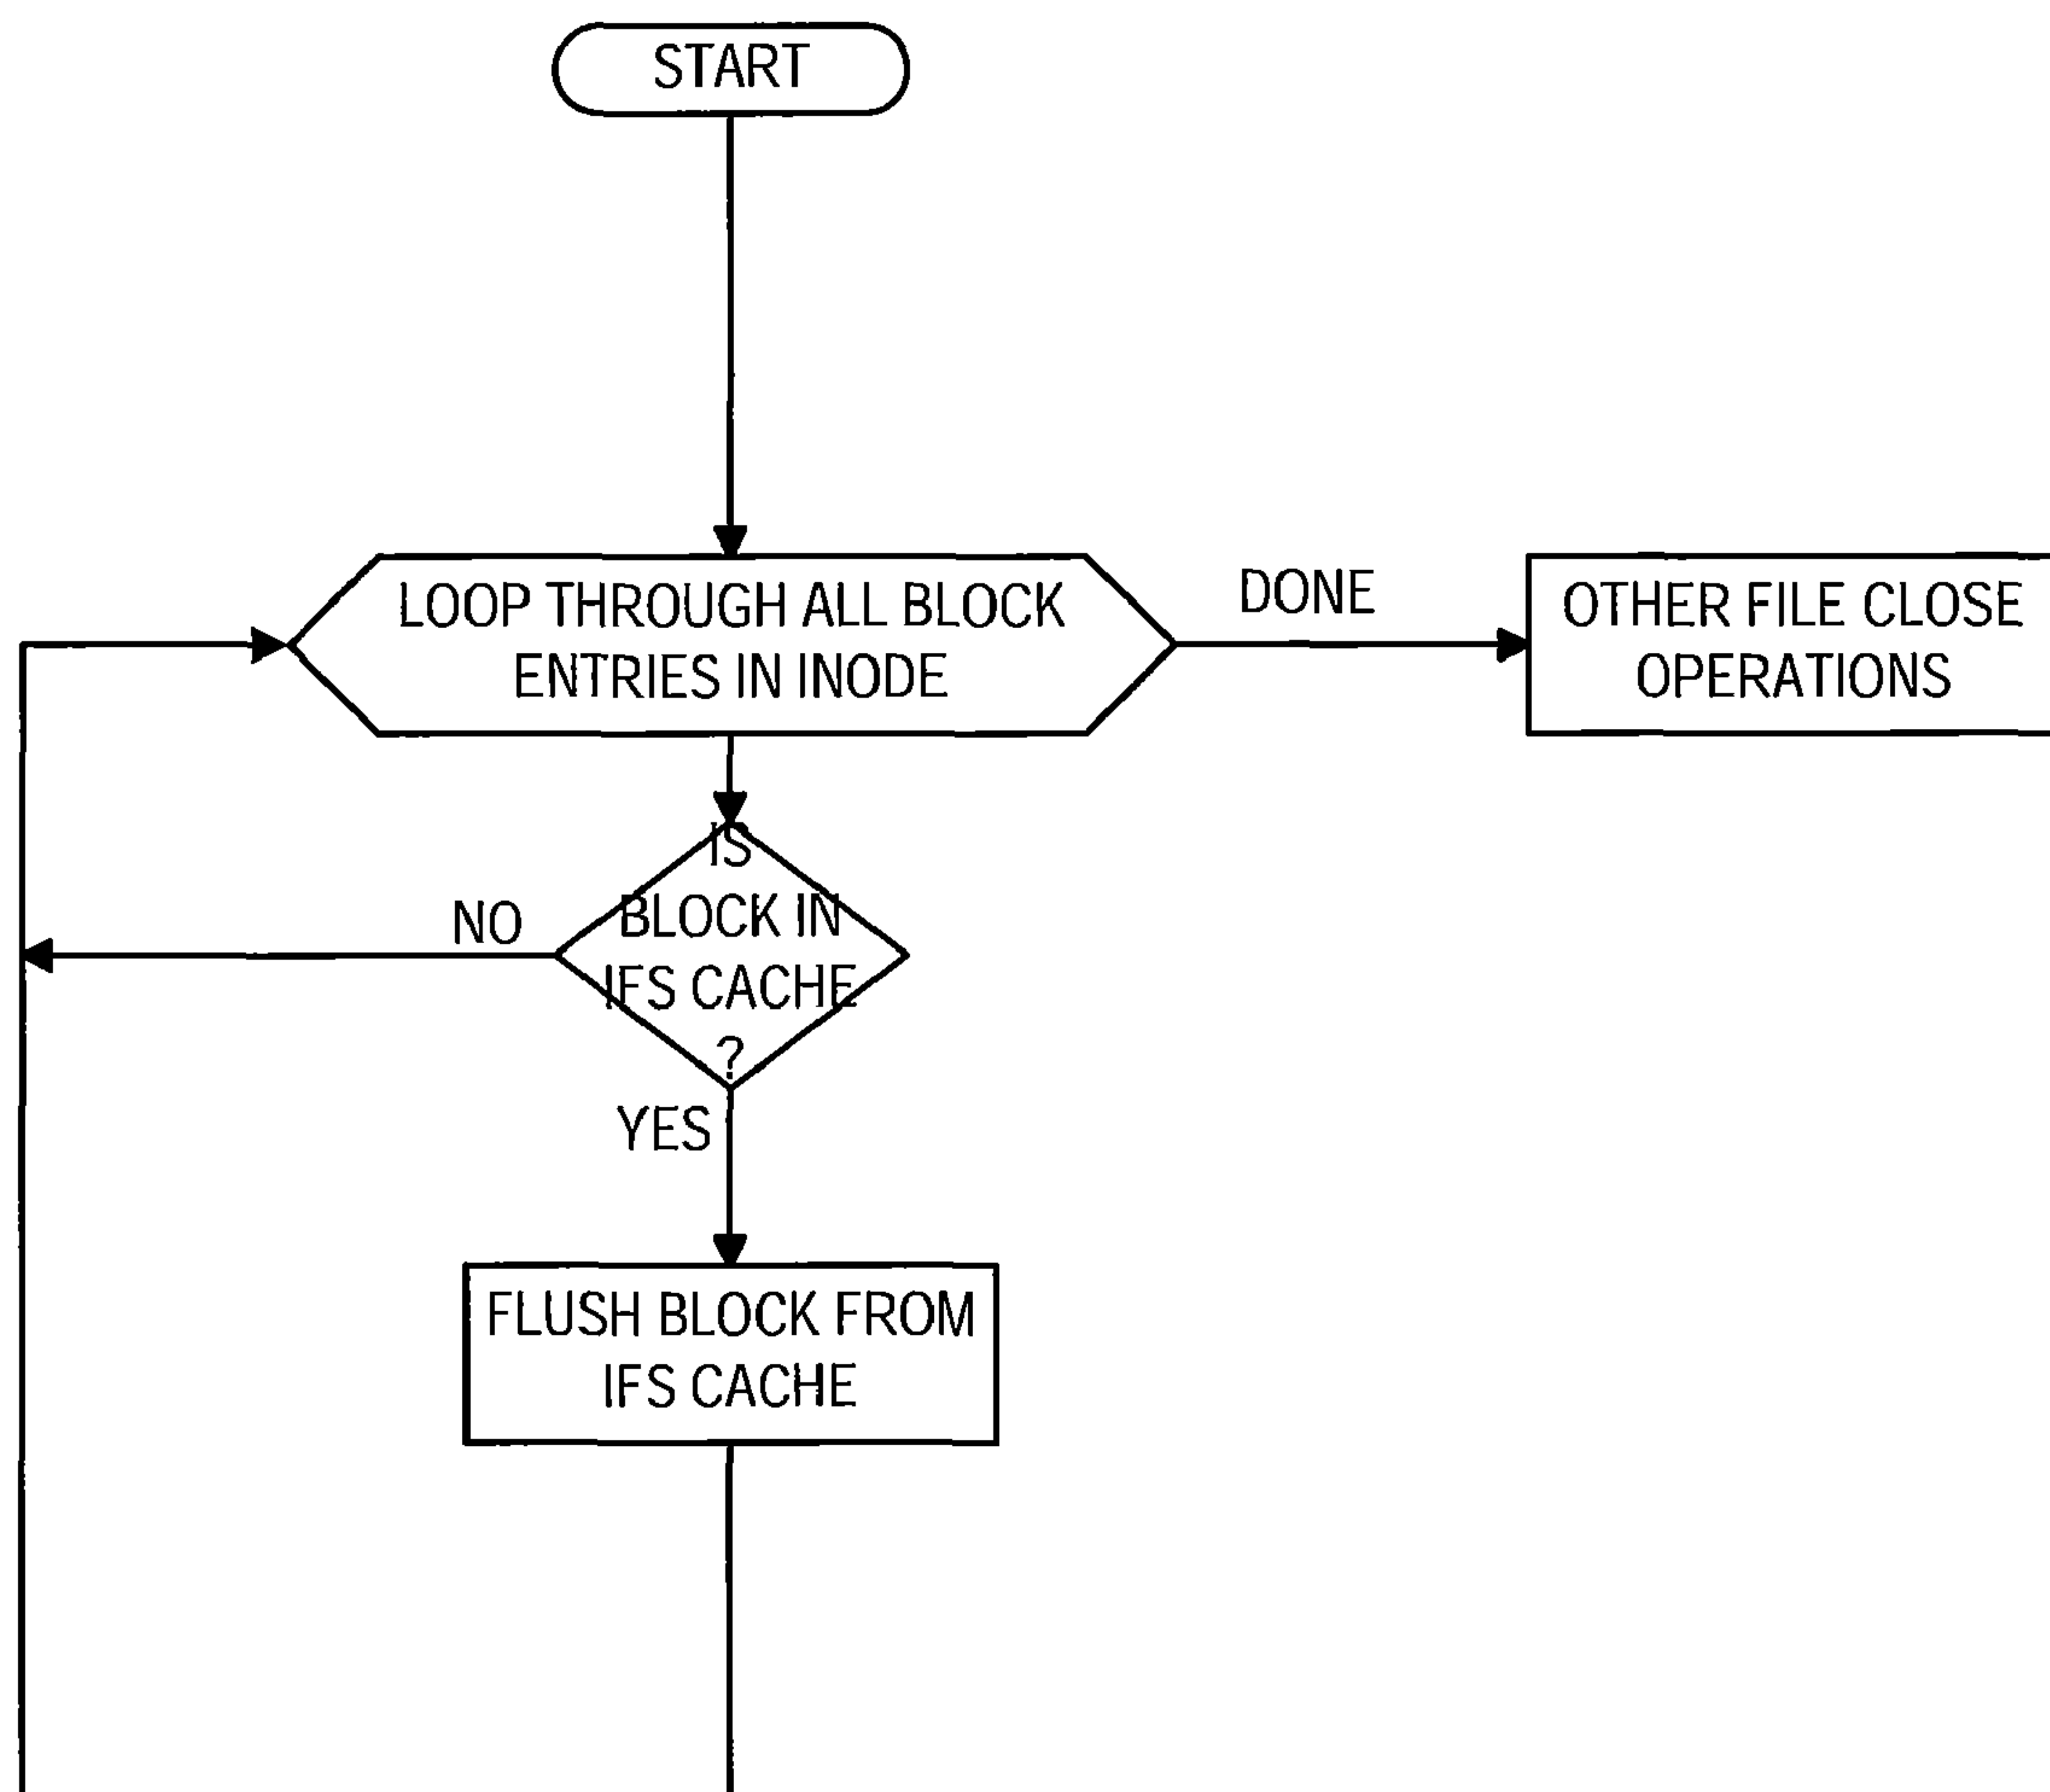 START
LOOP THROUGH ALL BLOCK
ENTRIES IN INODE
DONE
OTHER FILE CLOSE
OPERATIONS
IS
BLOCK IN
IFS CACHE
?
NO
YES
FLUSH BLOCK FROM
IFS CACHE